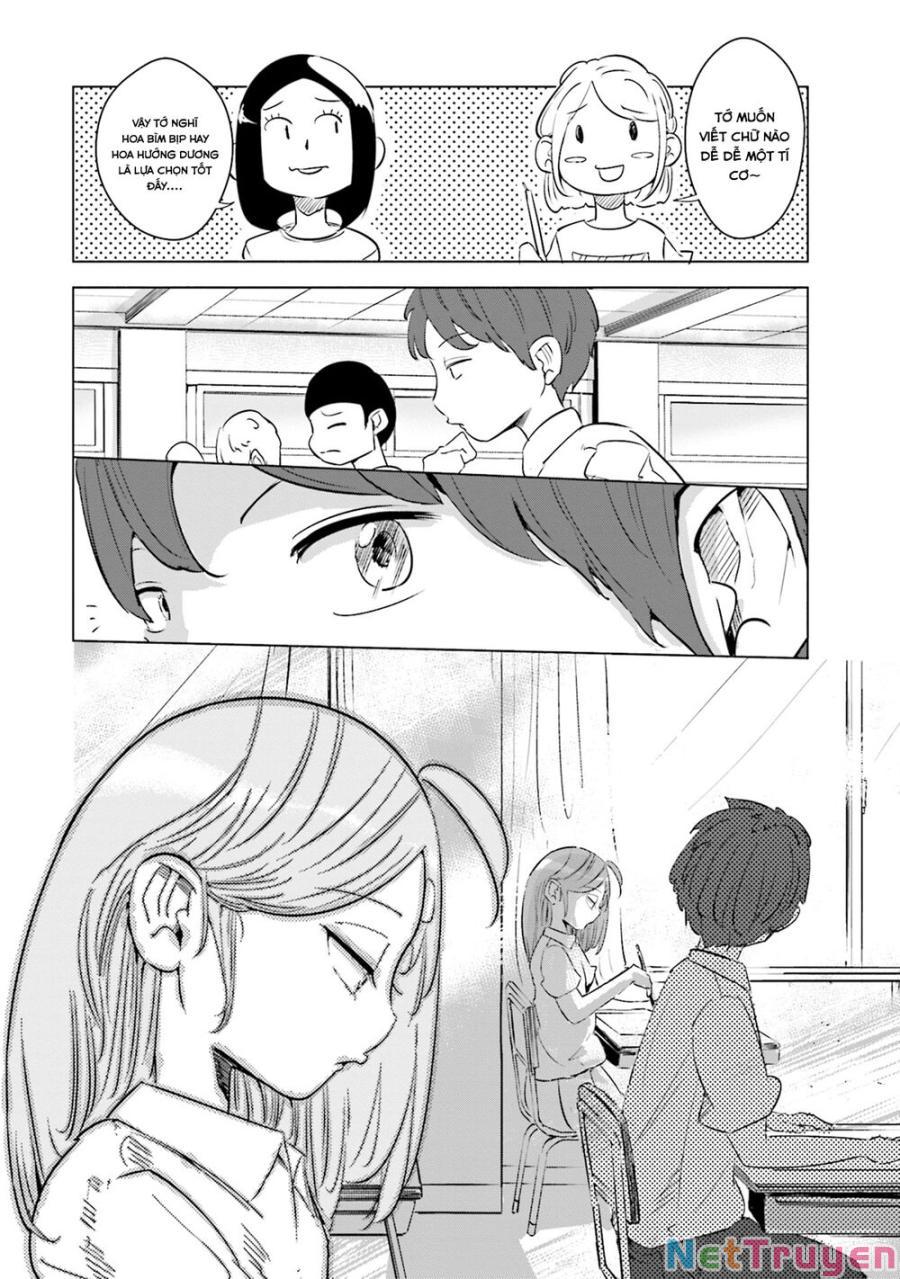 TỚ MUỐN
VIẾT CHỮ NÀO
DỄ DỄ MỘT TÍ
CƠ~
VẬY TỚ NGHĨ
HOA BÌM BỊP HAY
HOA HƯỚNG DƯƠNG
LÀ LỰA CHỌN TỐT
ĐẤY....
NetTruyen